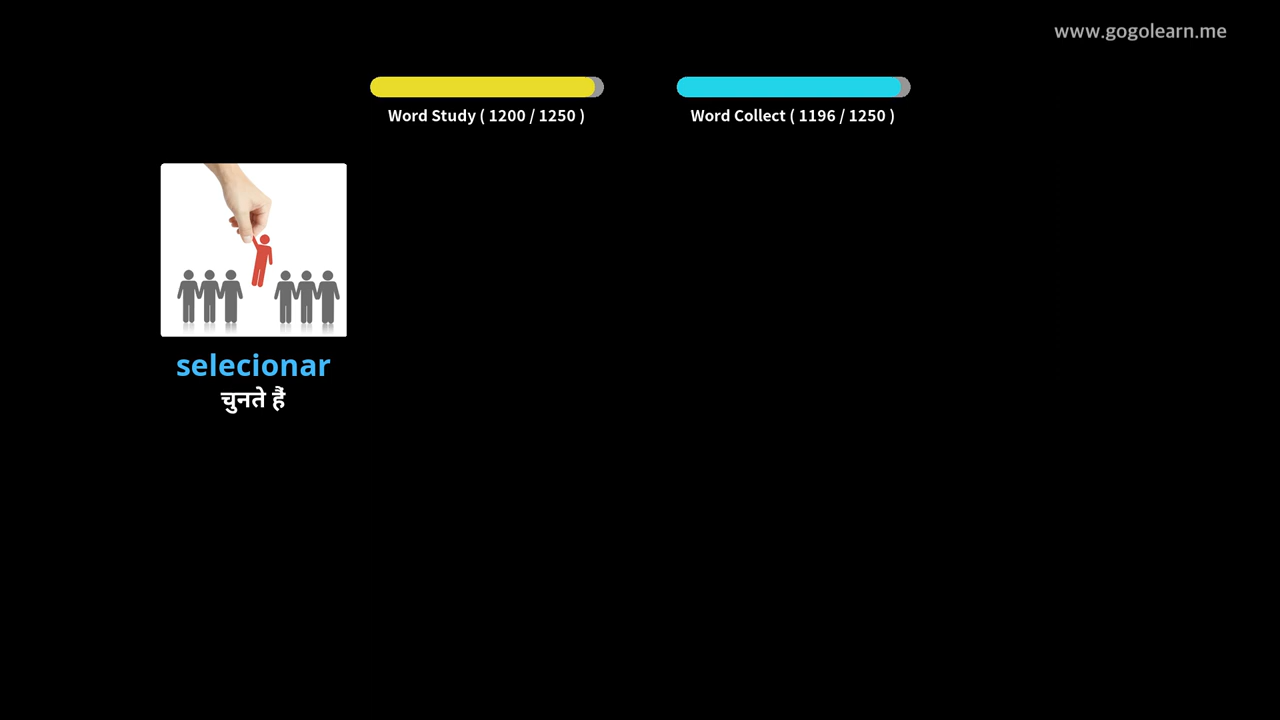 www.gogolearn.me
Word Study ( 1200 / 1250 )
Word Collect ( 1196 / 1250 )
selecionar
चुनते हैं